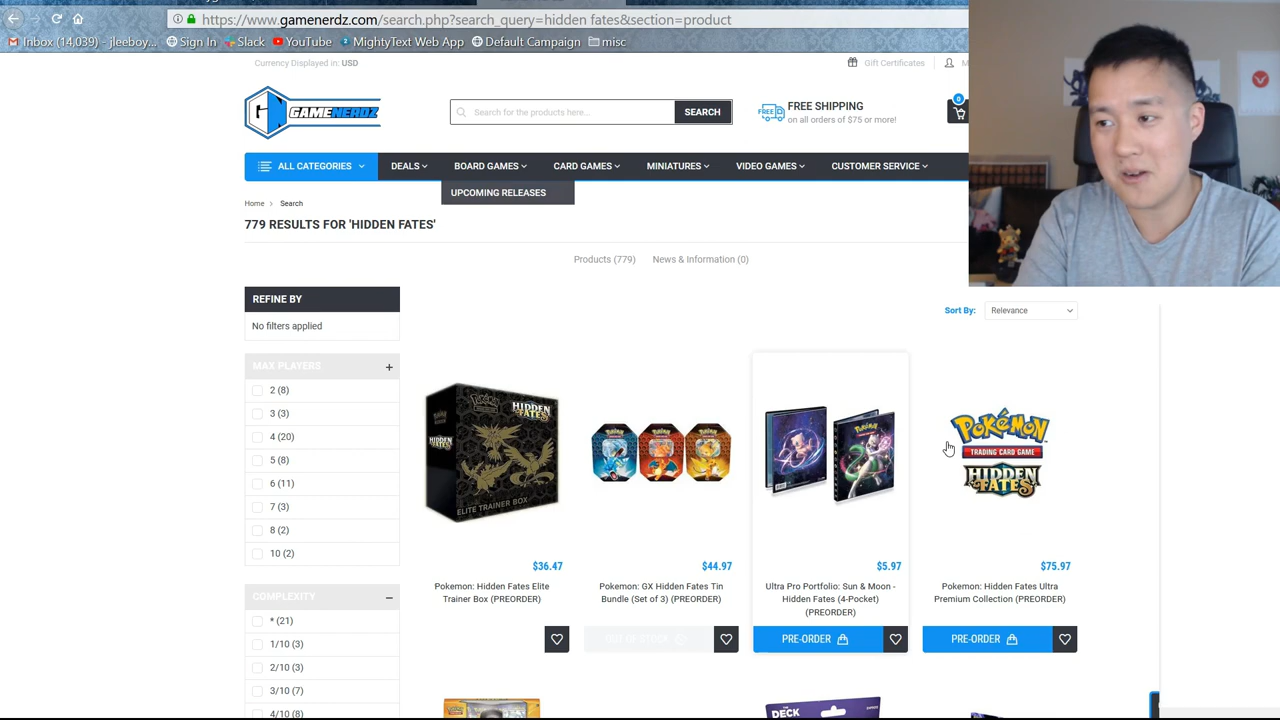 https://www.gamenerdz.com/search.php?search_query=hidden fates&section=product
Inbox (14,039) - jleeboy... Sign In Slack YouTube MightyText Web App Default Campaign misc
Currently Displayed in: USD
Gift Certificates
GAMENERDZ
Search for the products here...
SEARCH
FREE
FREE SHIPPING
on all orders of $75 or more!
0
ALL CATEGORIES DEALS BOARD GAMES CARD GAMES MINIATURES VIDEO GAMES CUSTOMER SERVICE
UPCOMING RELEASES
Home > Search
779 RESULTS FOR 'HIDDEN FATES'
Products (779) News & Information (0)
REFINE BY
No filters applied
Sort By: Relevance
MAX PLAYERS +
2 (8)
3 (3)
4 (20)
5 (8)
6 (11)
7 (3)
8 (2)
10 (2)
COMPLEXITY −
* (21)
1/10 (3)
2/10 (3)
3/10 (7)
4/10 (8)
HIDDEN FATES
ELITE TRAINER BOX
$36.47
Pokemon: Hidden Fates Elite
Trainer Box (PREORDER)
$44.97
Pokemon: GX Hidden Fates Tin
Bundle (Set of 3) (PREORDER)
OUT OF STOCK
$5.97
Ultra Pro Portfolio: Sun & Moon -
Hidden Fates (4-Pocket)
(PREORDER)
PRE-ORDER
Pokémon
TRADING CARD GAME
HIDDEN FATES
$75.97
Pokemon: Hidden Fates Ultra
Premium Collection (PREORDER)
PRE-ORDER
DECK